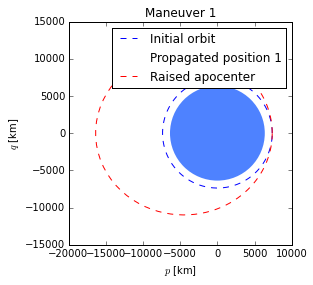 Maneuver 1
Initial orbit
Propagated position 1
Raised apocenter
15000
10000
5000
0
−5000
−10000
−15000
q [km]
−20000 −15000 −10000 −5000 0 5000 10000
p [km]